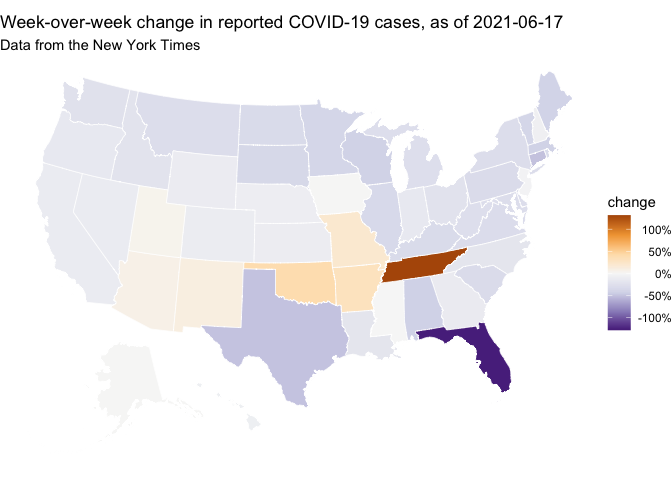 Week-over-week change in reported COVID-19 cases, as of 2021-06-17
Data from the New York Times
change
100%
50%
0%
-50%
-100%